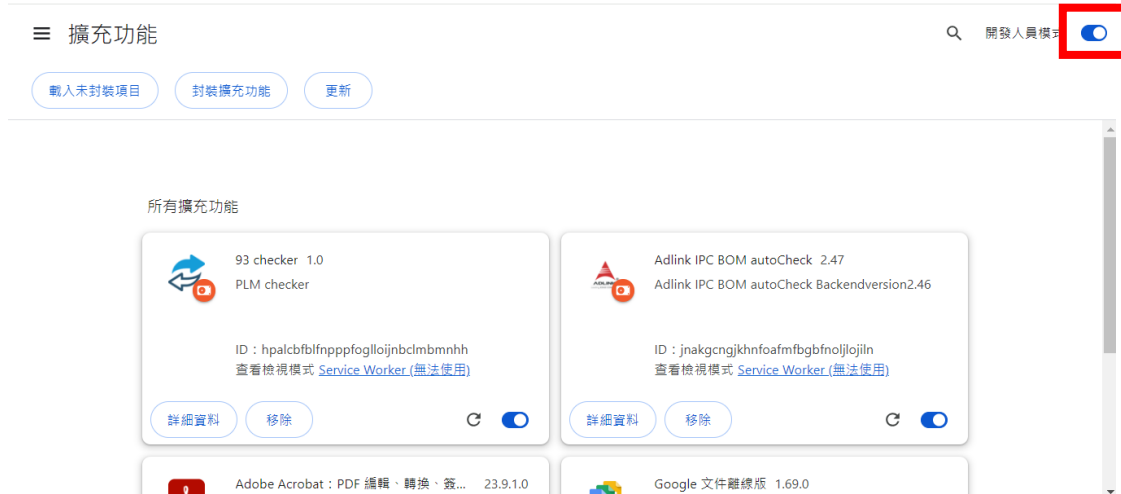 擴充功能
開發人員模式
載入未封裝項目
封裝擴充功能
更新
所有擴充功能
93 checker 1.0
PLM checker
ID：hpalcbfblfnpppfoglloijnbclmbmnhh
查看檢視模式 Service Worker (無法使用)
詳細資料
移除
Adlink IPC BOM autoCheck 2.47
Adlink IPC BOM autoCheck Backendversion2.46
ID：jnakgcngjkhnfoafmfbgbfnoljlojiln
查看檢視模式 Service Worker (無法使用)
詳細資料
移除
Adobe Acrobat：PDF 編輯、轉換、簽... 23.9.1.0
Google 文件離線版 1.69.0